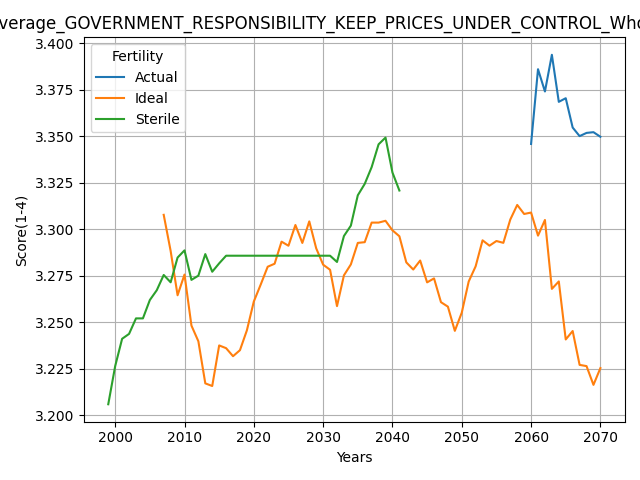 verage_GOVERNMENT_RESPONSIBILITY_KEEP_PRICES_UNDER_CONTROL_Who
3.400
3.375
3.350
3.325
3.300
3.275
3.250
3.225
3.200
Score(1-4)
Fertility
Actual
Ideal
Sterile
2000 2010 2020 2030 2040 2050 2060 2070
Years